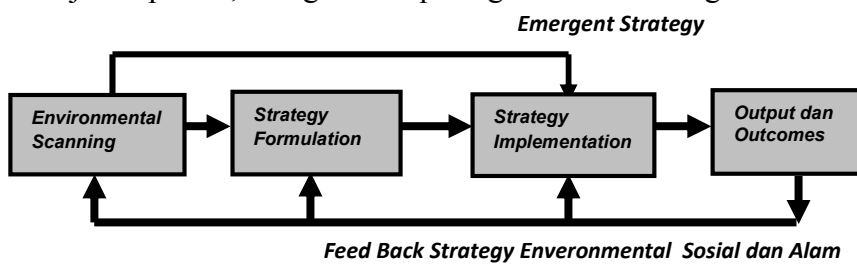 Emergent Strategy
Environmental
Scanning
Strategy
Formulation
Strategy
Implementation
Output dan
Outcomes
Feed Back Strategy Enveronmental Sosial dan Alam